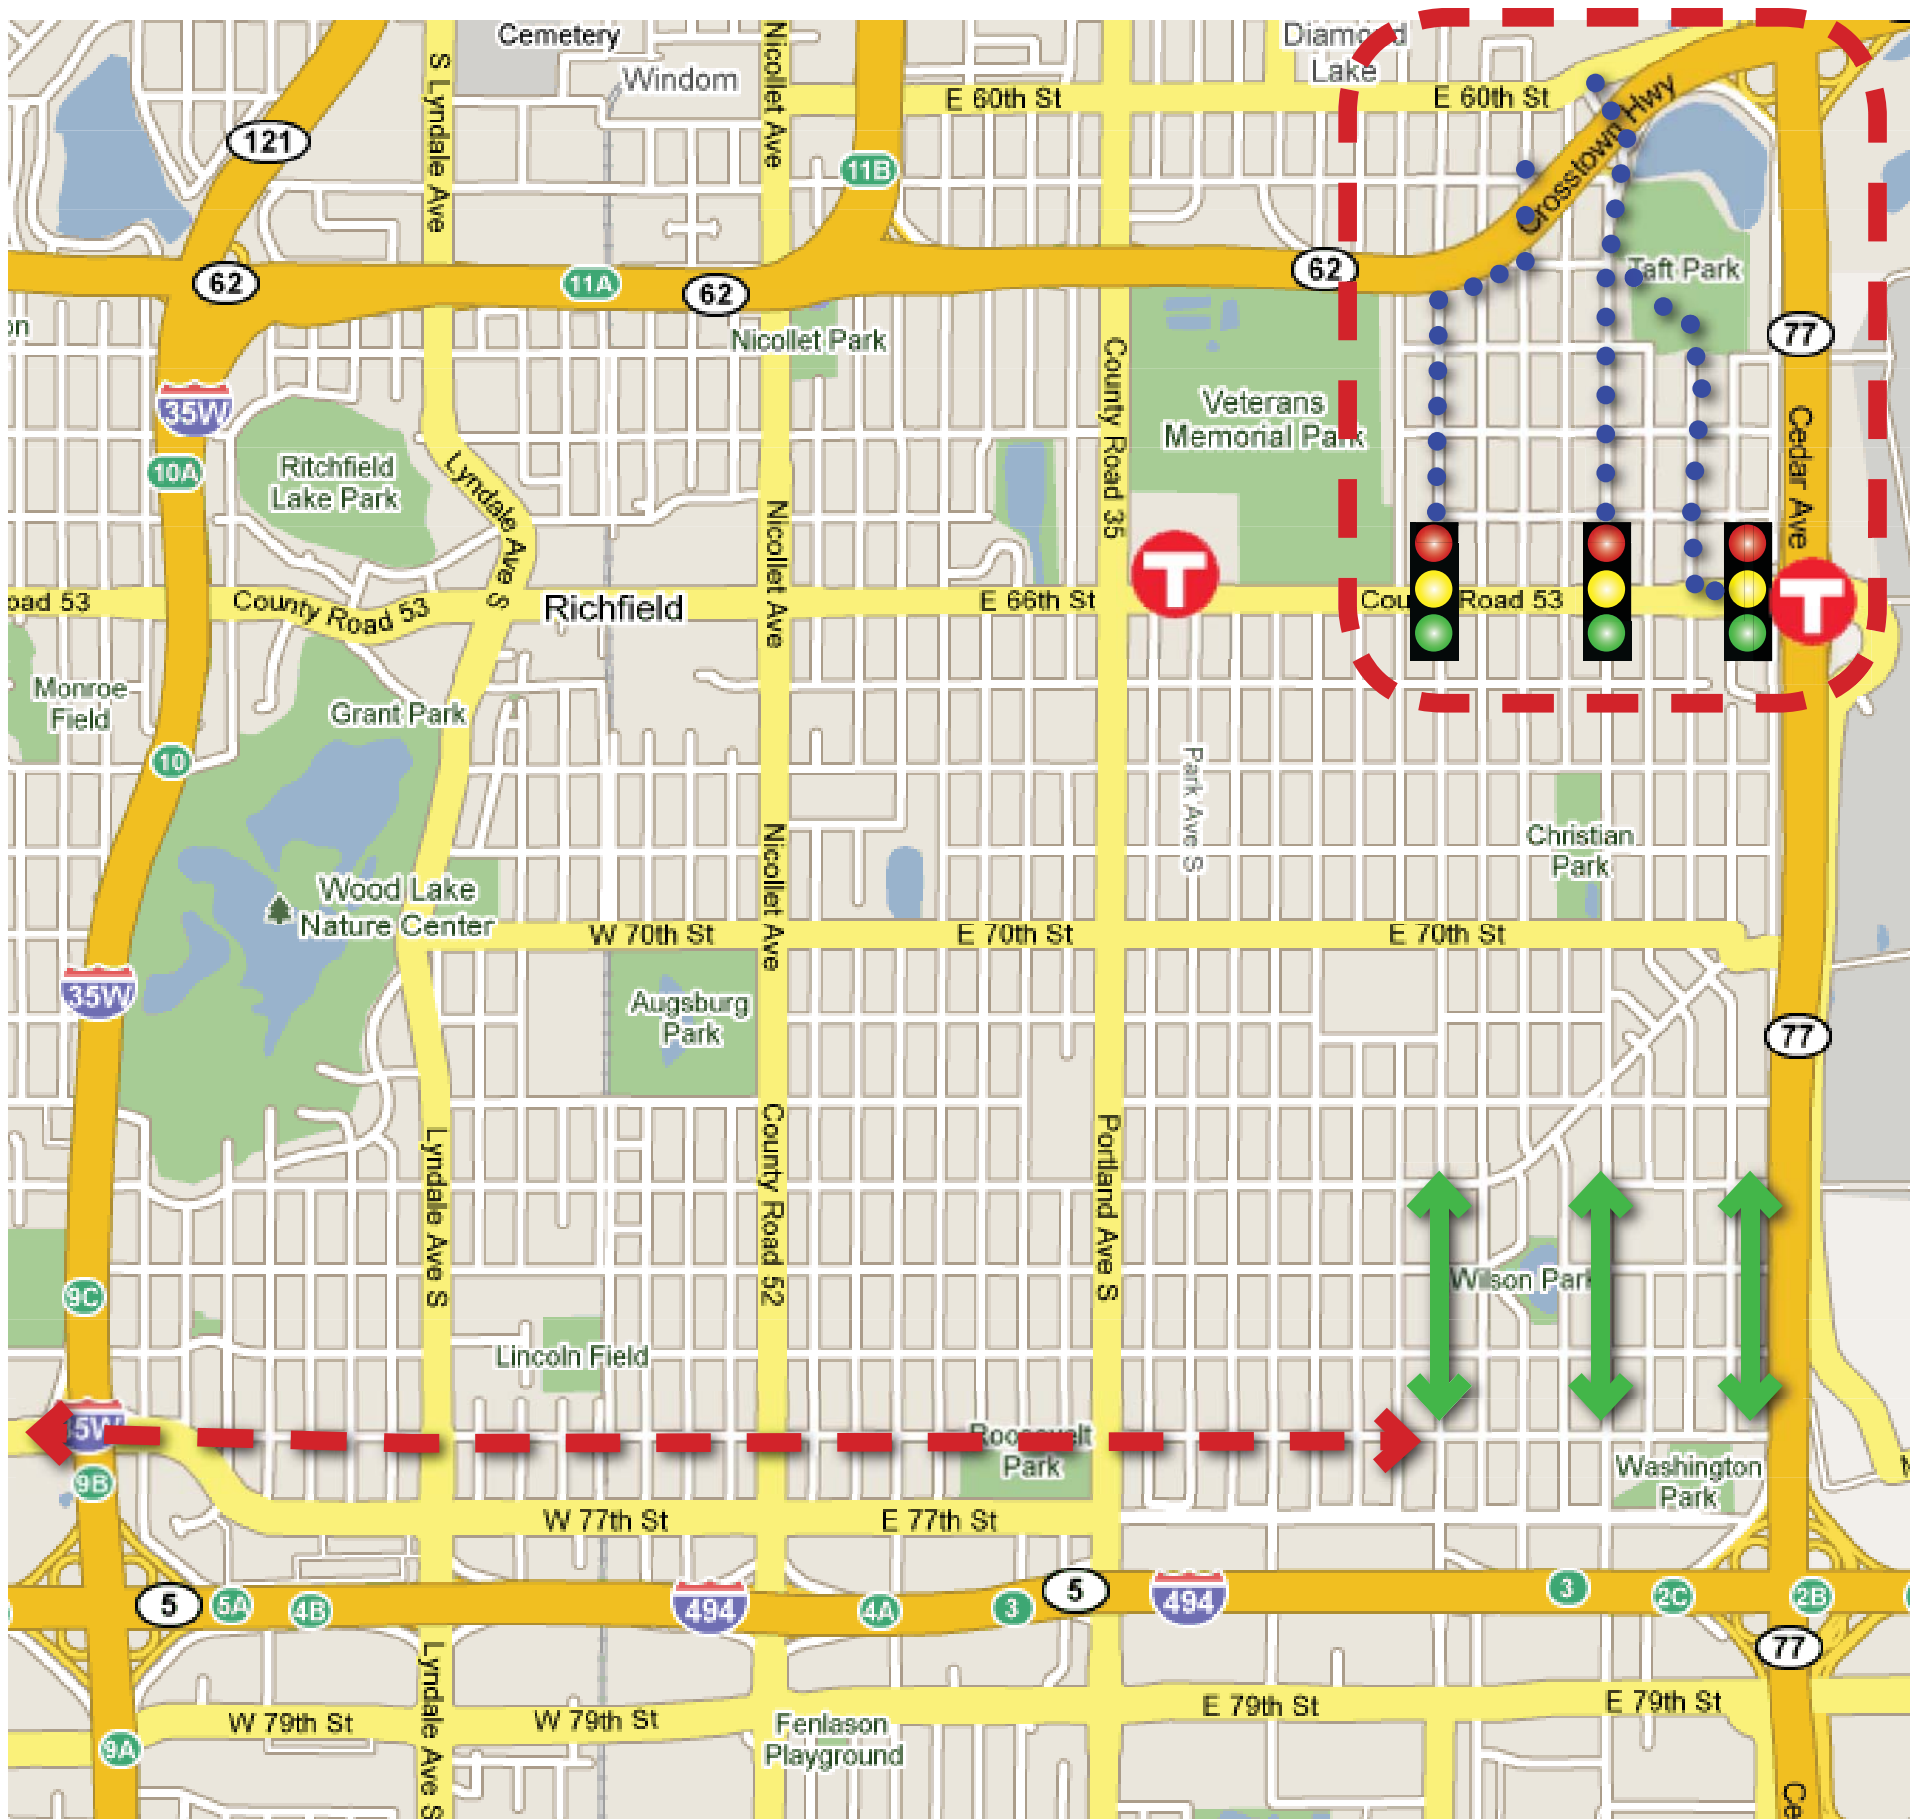 Cemetery
Windom
Diamond
Lake
S Lyndale Ave
Nicollet Ave
E 60th St
E 60th St
Crosstown Hwy
121
11B
62
11A
62
62
Taft Park
77
Nicollet Park
County Road 35
Veterans
Memorial Park
Cedar Ave
35W
10A
Ritchfield
Lake Park
Lyndale Ave S
Nicollet Ave
T
T
oad 53
County Road 53
Richfield
E 66th St
Cou Road 53
Monroe
Field
Grant Park
10
Park Ave S
Christian
Park
Nicollet Ave
Wood Lake
Nature Center
W 70th St
E 70th St
E 70th St
35W
Augsburg
Park
77
County Road 52
Portland Ave S
Lyndale Ave S
Wilson Park
9C
Lincoln Field
5W
Roosevelt
Park
9B
Washington
Park
W 77th St
E 77th St
5
5A
4B
494
4A
3
5
494
3
2C
2B
77
Lyndale Ave S
W 79th St
W 79th St
Fenlason
Playground
E 79th St
E 79th St
9A
Ce